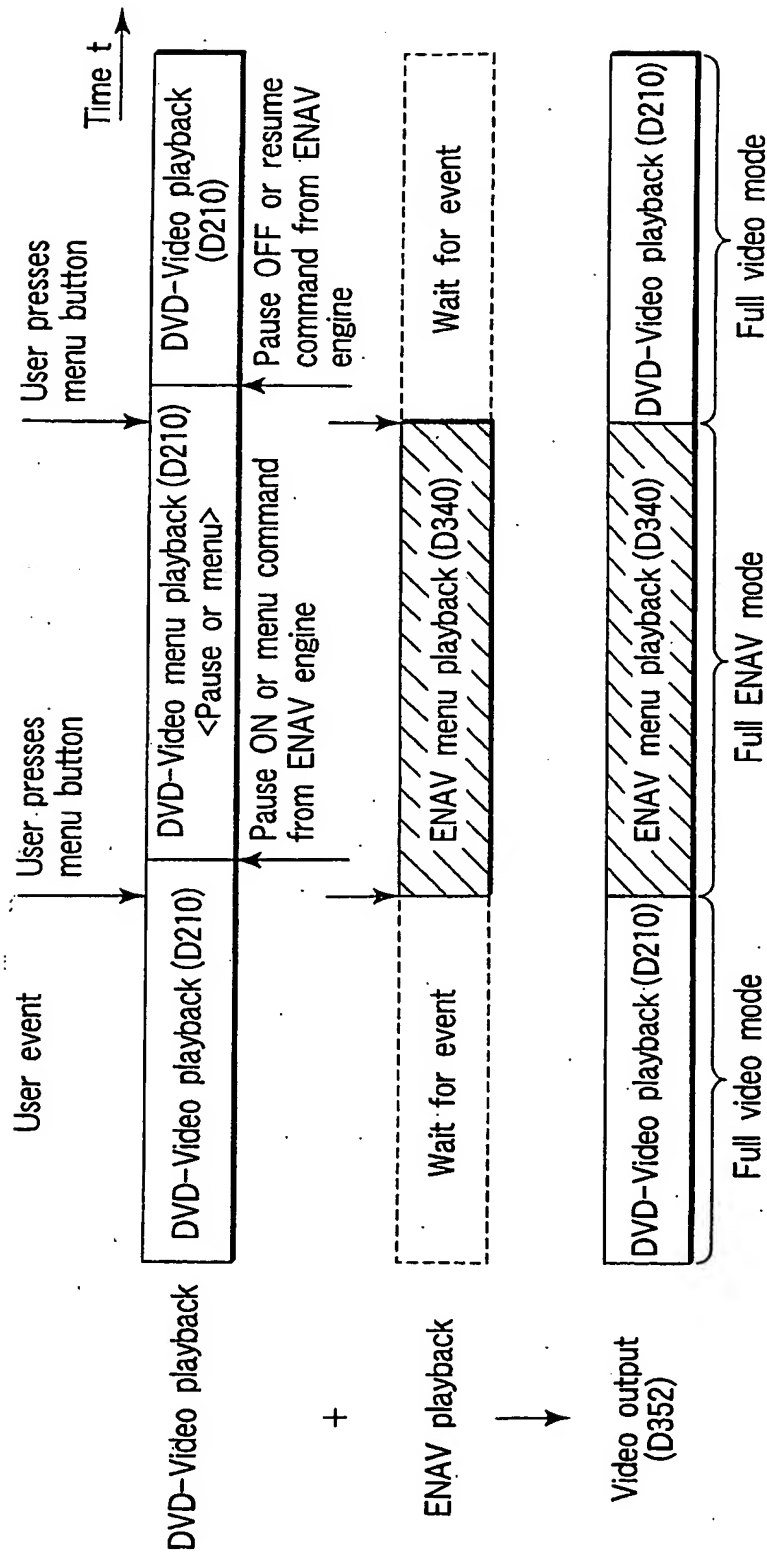 Time t
User event
User presses
menu button
User presses
menu button
DVD-Video playback
DVD-Video playback (D210)
DVD-Video menu playback (D210)
<Pause or menu>
DVD-Video playback
(D210)
Pause ON or menu command
from ENAV engine
Pause OFF or resume
command from ENAV
engine
+
ENAV playback
Wait for event
ENAV menu playback (D340)
Wait for event
Video output
(D352)
DVD-Video playback (D210)
ENAV menu playback (D340)
DVD-Video playback (D210)
Full video mode
Full ENAV mode
Full video mode